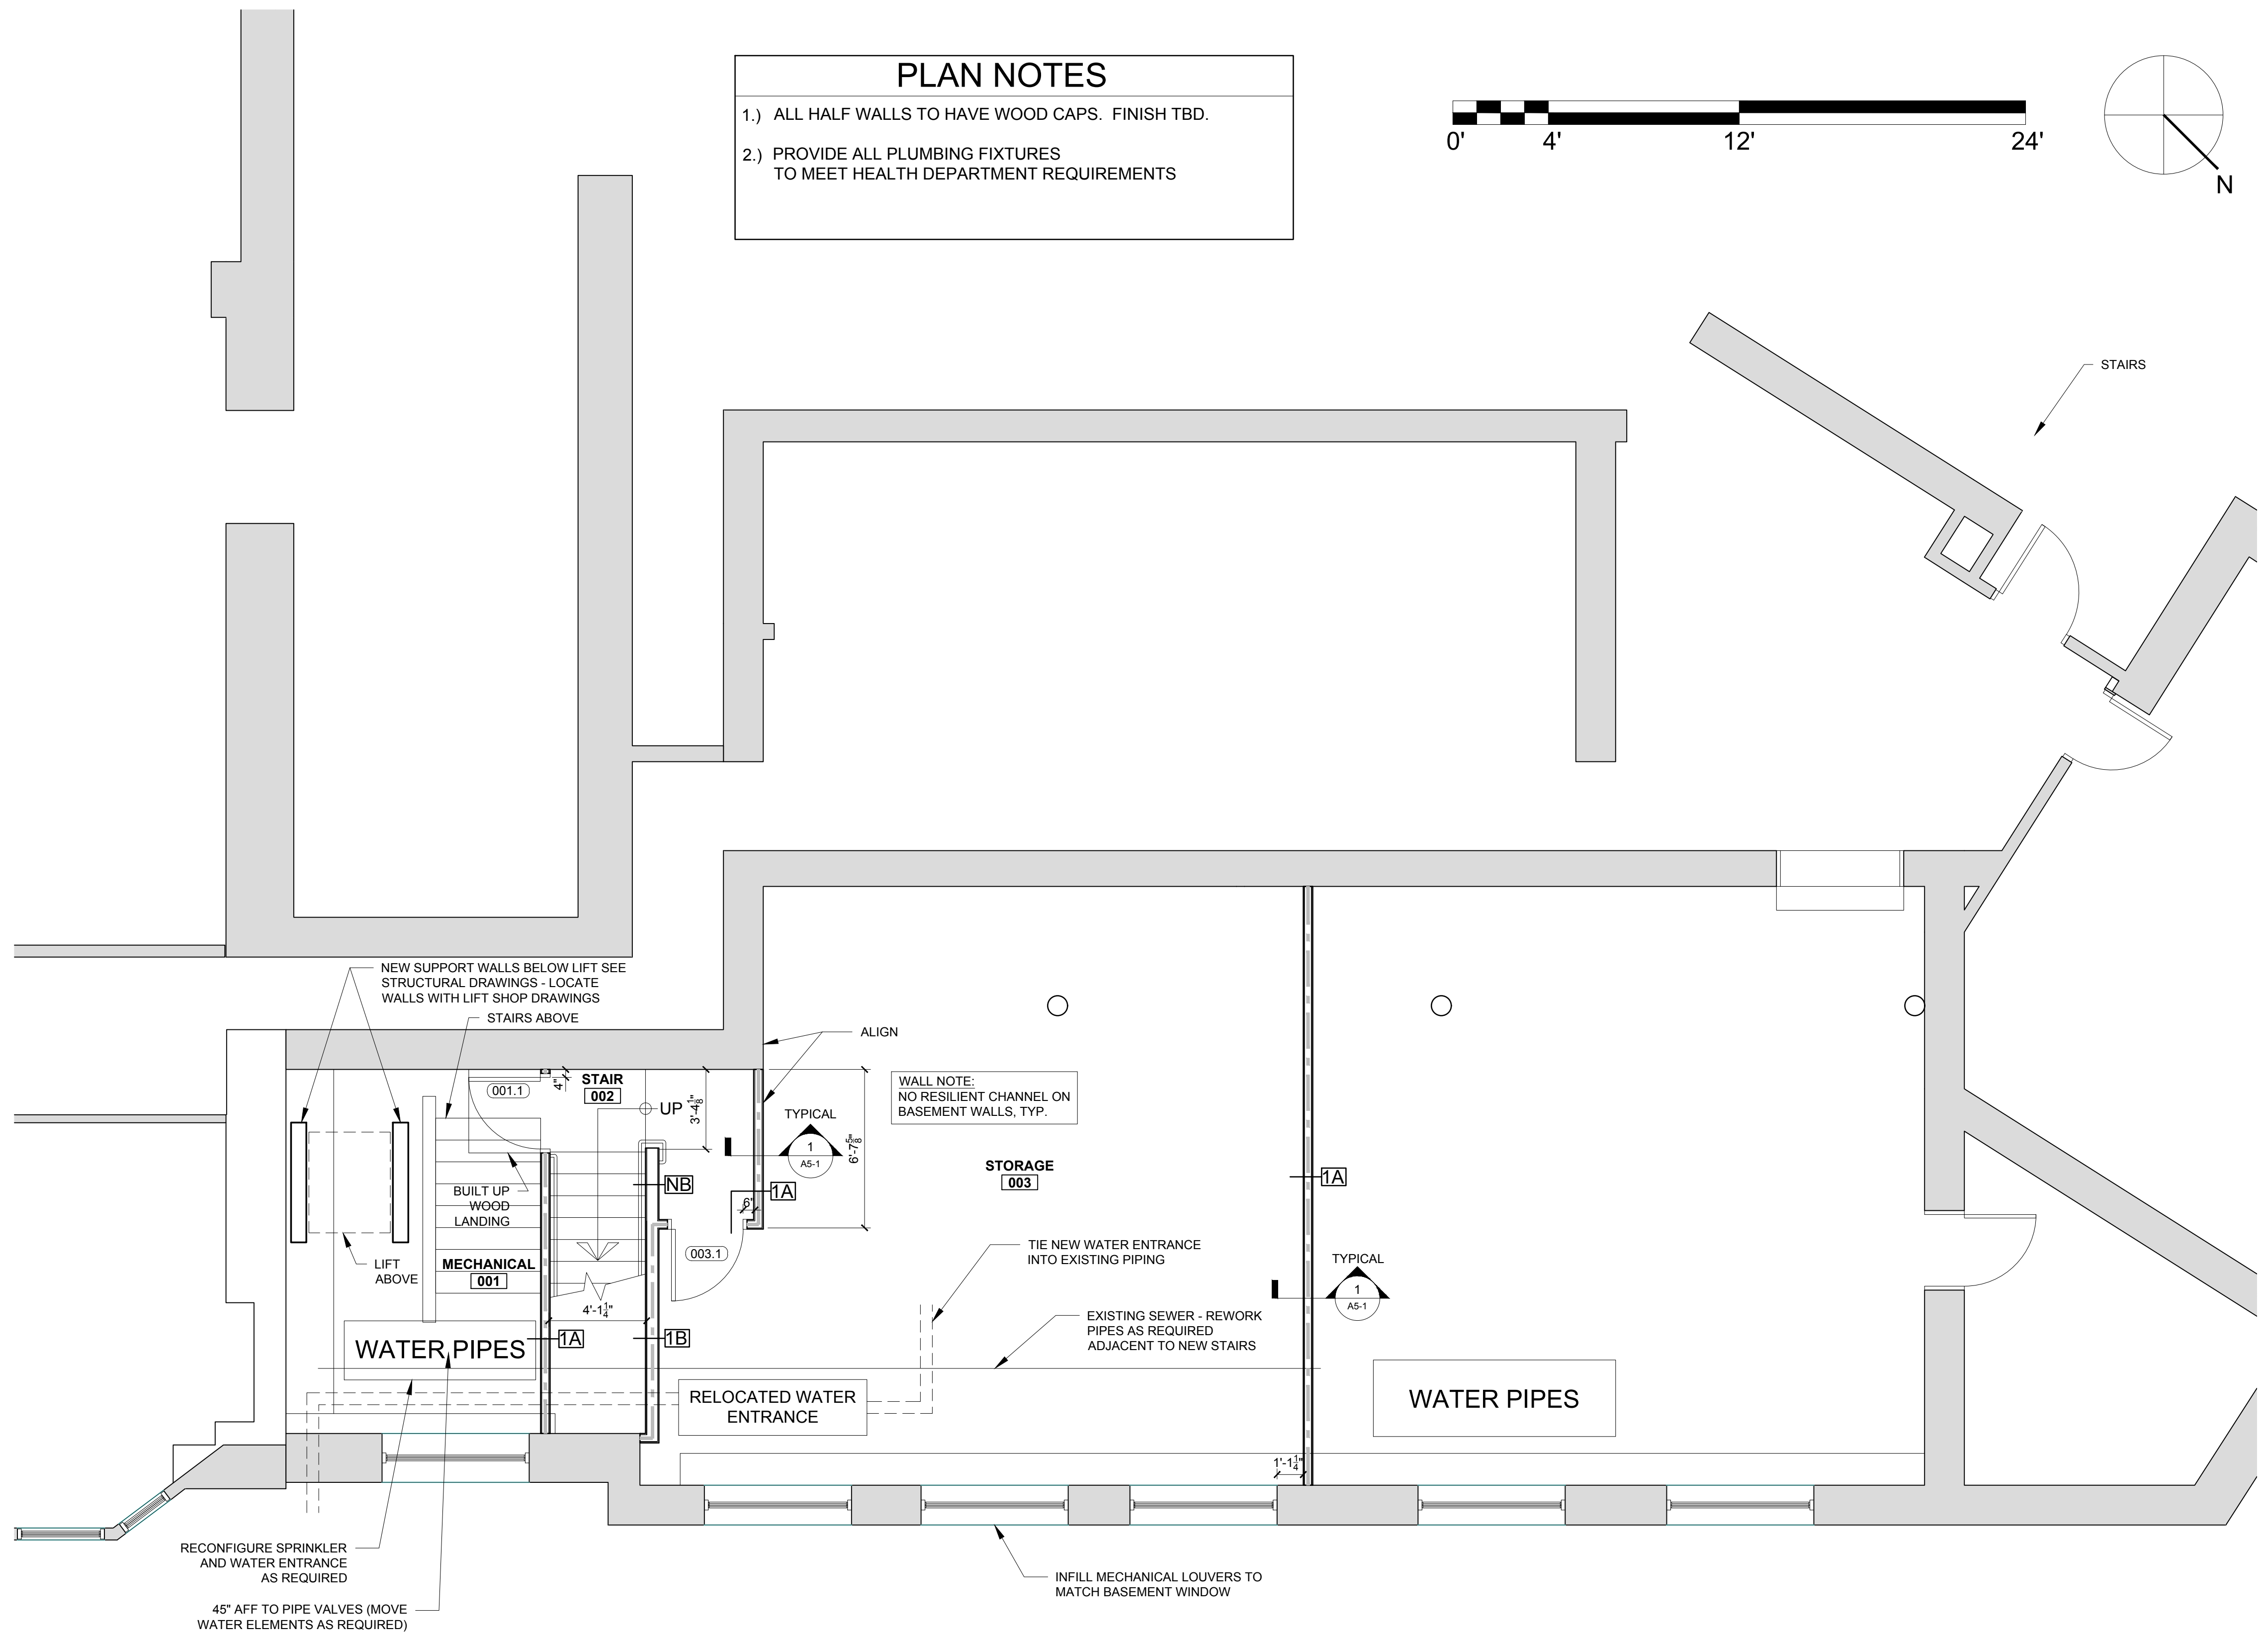 PLAN NOTES
1.) ALL HALF WALLS TO HAVE WOOD CAPS. FINISH TBD.
2.) PROVIDE ALL PLUMBING FIXTURES
TO MEET HEALTH DEPARTMENT REQUIREMENTS
0' 4' 12' 24'
N
STAIRS
NEW SUPPORT WALLS BELOW LIFT SEE
STRUCTURAL DRAWINGS - LOCATE
WALLS WITH LIFT SHOP DRAWINGS
STAIRS ABOVE
ALIGN
001.1
4"
STAIR
002
UP
3'-4 1/8"
WALL NOTE:
NO RESILIENT CHANNEL ON
BASEMENT WALLS, TYP.
TYPICAL
1
A5-1
6'-7 5/8"
STORAGE
003
1A
NB
1A
6"
BUILT UP
WOOD
LANDING
003.1
LIFT
ABOVE
MECHANICAL
001
TIE NEW WATER ENTRANCE
INTO EXISTING PIPING
TYPICAL
1
A5-1
4'-1 1/4"
EXISTING SEWER - REWORK
PIPES AS REQUIRED
ADJACENT TO NEW STAIRS
WATER PIPES
1A
1B
RELOCATED WATER
ENTRANCE
WATER PIPES
1'-1 1/4"
RECONFIGURE SPRINKLER
AND WATER ENTRANCE
AS REQUIRED
INFILL MECHANICAL LOUVERS TO
MATCH BASEMENT WINDOW
45" AFF TO PIPE VALVES (MOVE
WATER ELEMENTS AS REQUIRED)